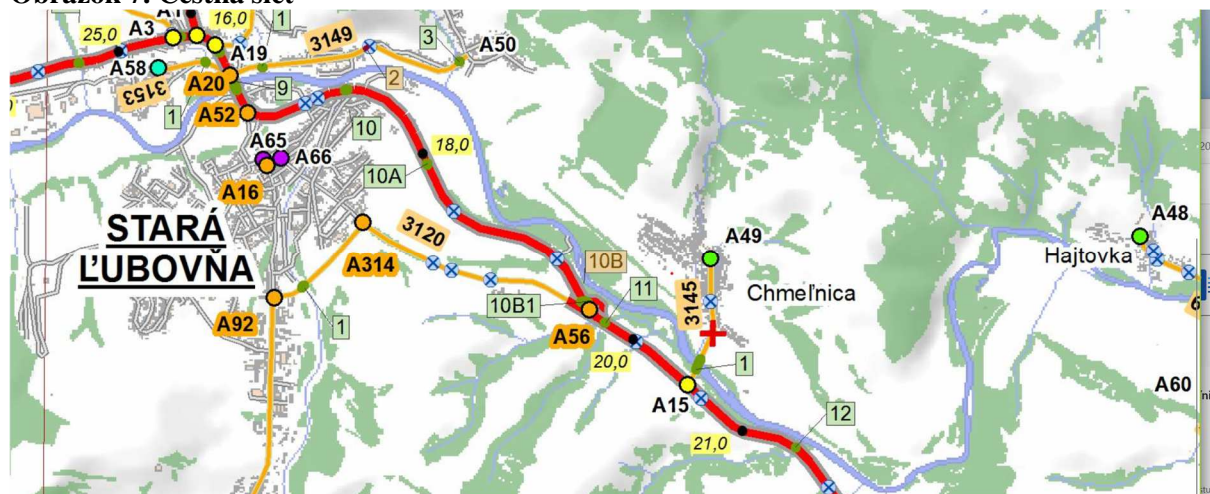 Obrázok 7. Cestná sieť
A1
A3
25,0
16,0
1
A19
3149
3
A50
A58
3153
A20
2
1
A52
9
10
A65
A66
A16
10A
18,0
STARÁ
ĽUBOVŇA
3120
A314
10B
A49
A48
Hajtovka
3145
Chmeľnica
10B1
11
A92
1
A56
20,0
1
A60
A15
12
21,0